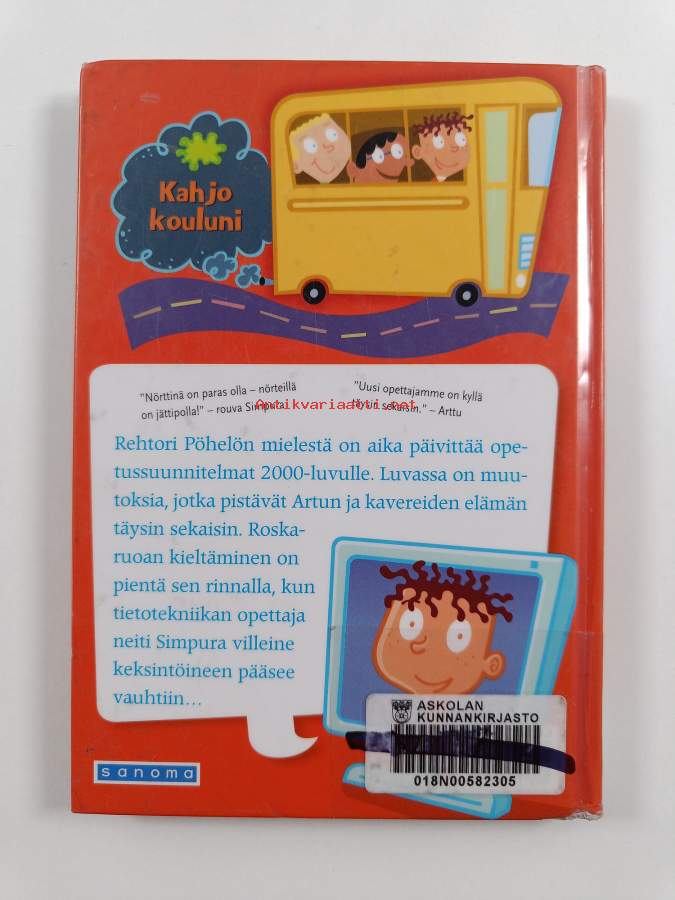 Kahjo
kouluni
"Nörttinä on paras olla – nörteillä
on jättipolla!" – rouva Simpura
"Uusi opettajamme on kyllä
sekaisin." – Arttu
Antikvariaatti.net
Rehtori Pöhelön mielestä on aika päivittää ope-
tussuunnitelmat 2000-luvulle. Luvassa on muu-
toksia, jotka pistävät Artun ja kavereiden elämän
täysin sekaisin. Roska-
ruoan kieltäminen on
pientä sen rinnalla, kun
tietotekniikan opettaja
neiti Simpura villeine
keksintöineen pääsee
vauhtiin...
ASKOLAN
KUNNANKIRJASTO
018N00582305
sanoma